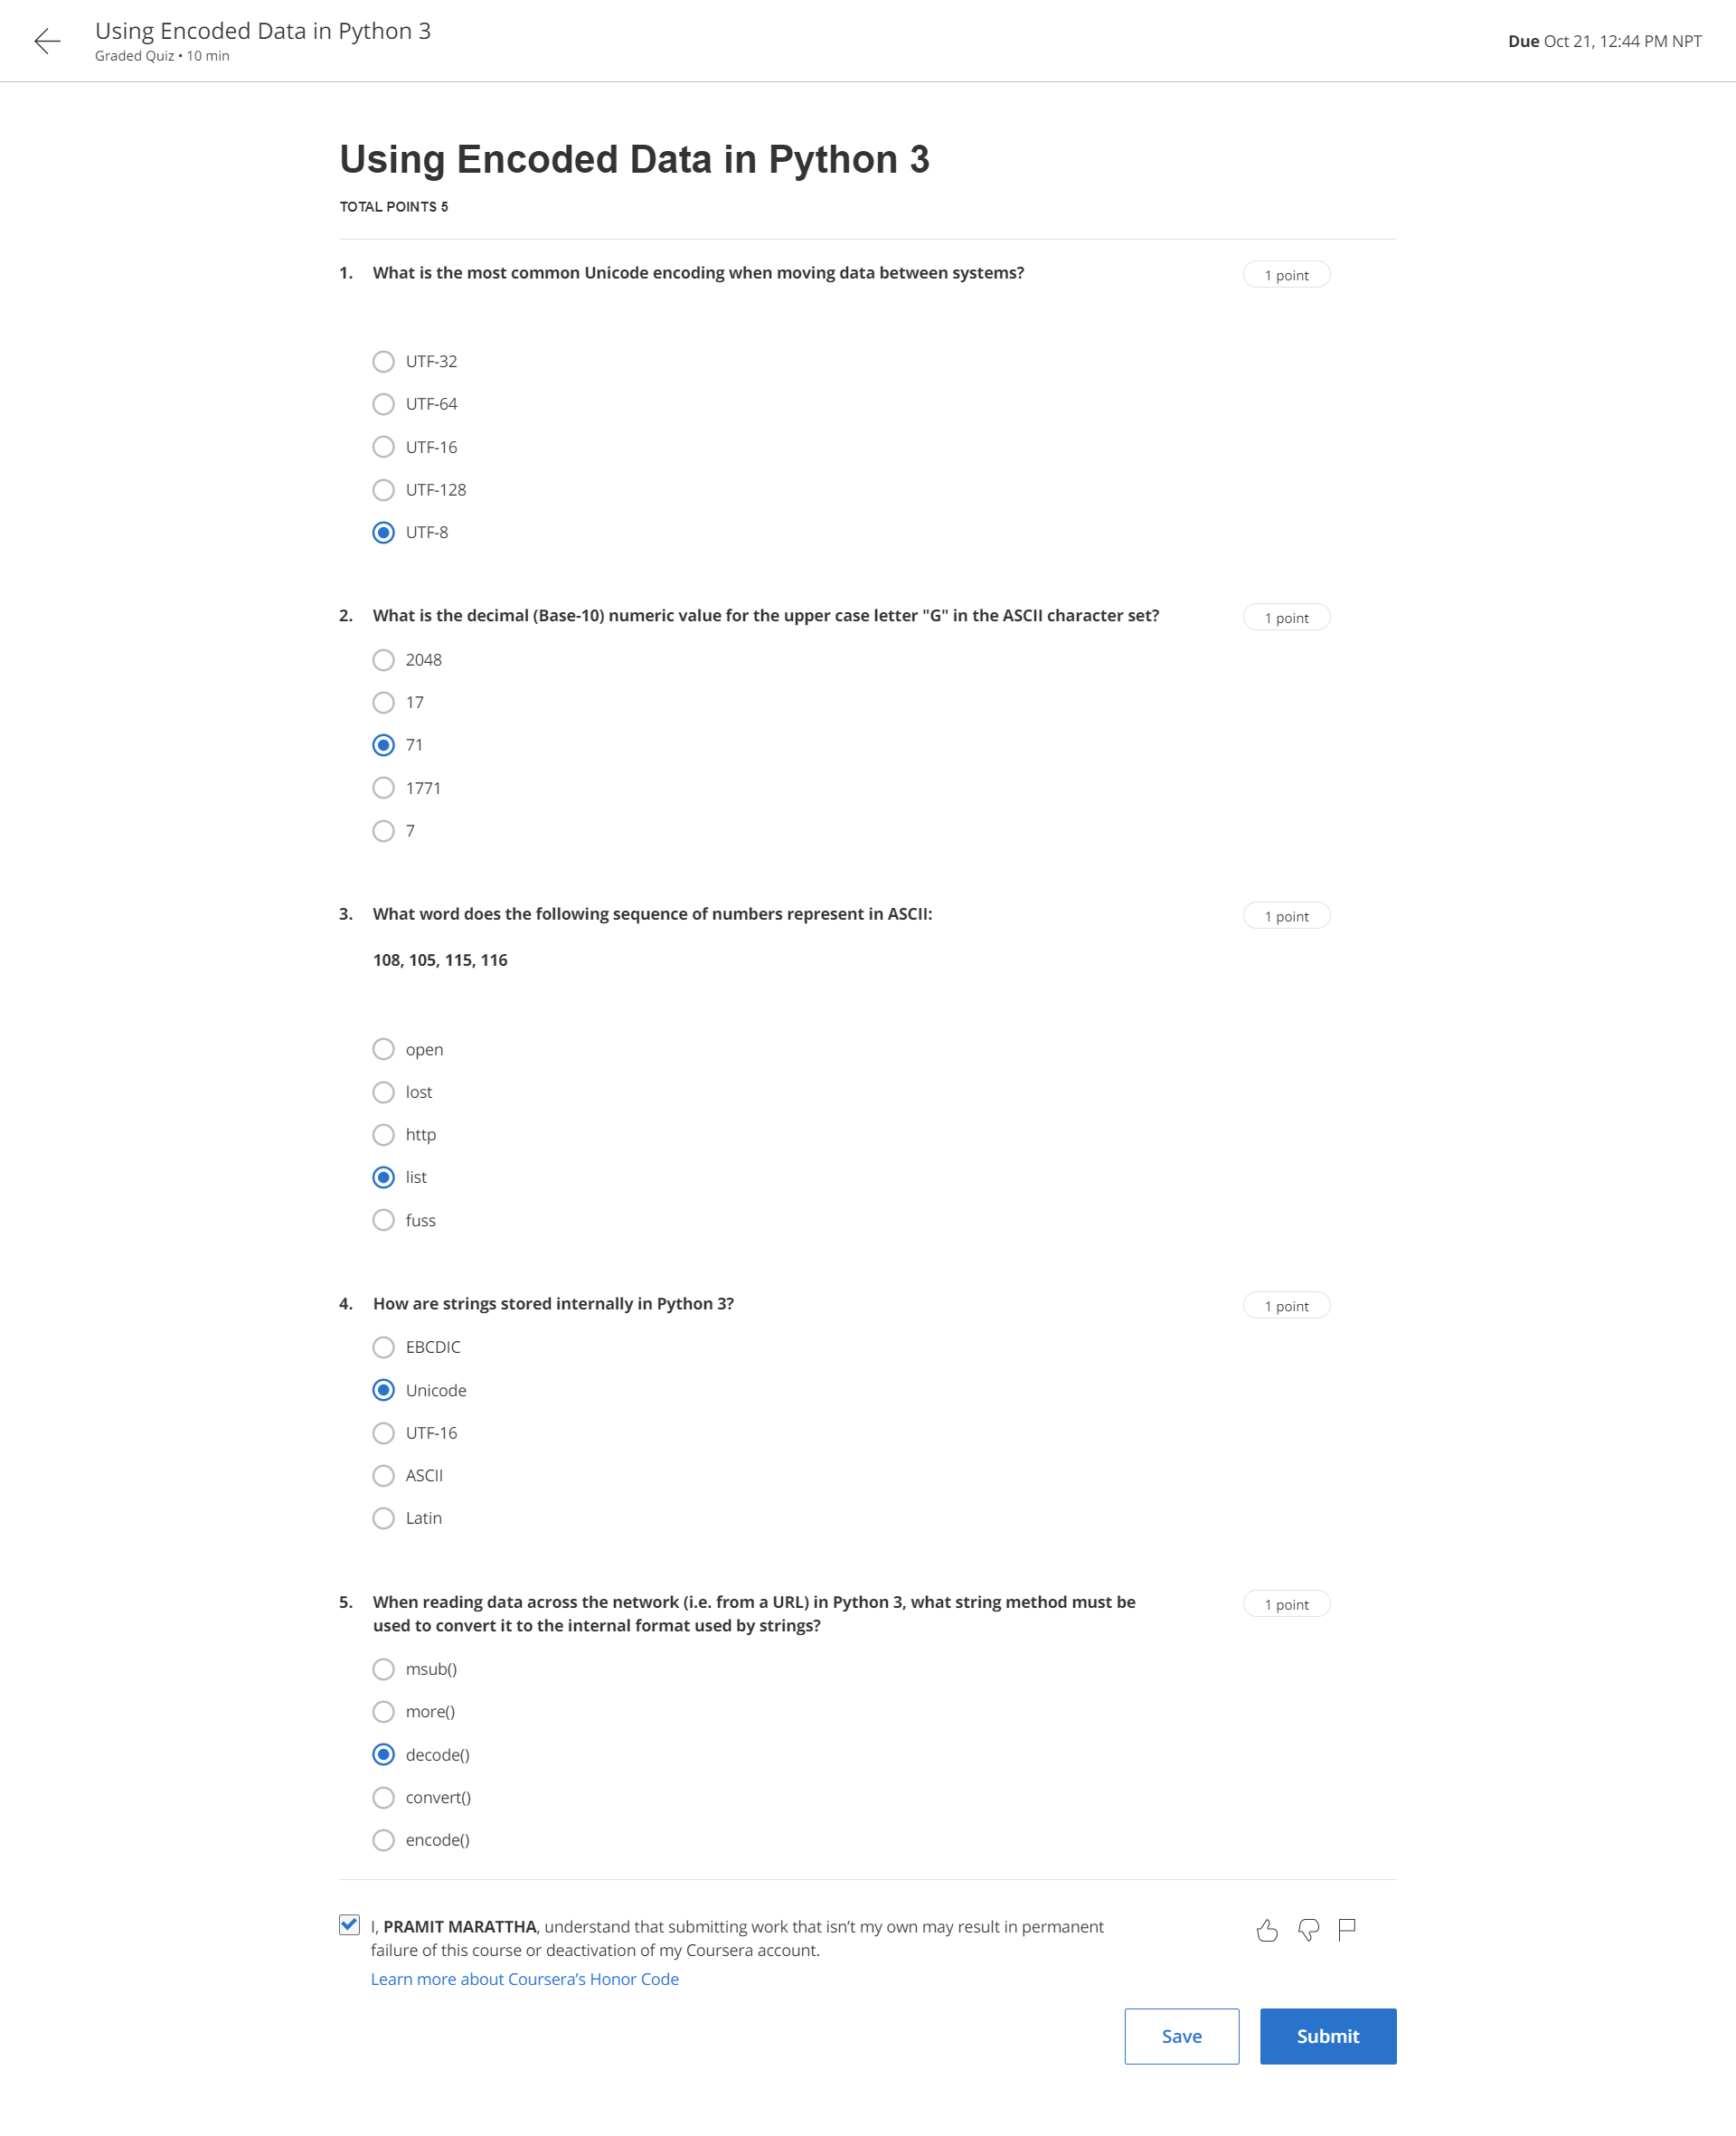 Using Encoded Data in Python 3
Graded Quiz • 10 min
Due Oct 21, 12:44 PM NPT
Using Encoded Data in Python 3
TOTAL POINTS 5
1. What is the most common Unicode encoding when moving data between systems?
1 point
UTF-32
UTF-64
UTF-16
UTF-128
UTF-8
2. What is the decimal (Base-10) numeric value for the upper case letter "G" in the ASCII character set?
1 point
2048
17
71
1771
7
3. What word does the following sequence of numbers represent in ASCII:
1 point
108, 105, 115, 116
open
lost
http
list
fuss
4. How are strings stored internally in Python 3?
1 point
EBCDIC
Unicode
UTF-16
ASCII
Latin
5. When reading data across the network (i.e. from a URL) in Python 3, what string method must be
used to convert it to the internal format used by strings?
1 point
msub()
more()
decode()
convert()
encode()
I, PRAMIT MARATTHA, understand that submitting work that isn’t my own may result in permanent
failure of this course or deactivation of my Coursera account.
Learn more about Coursera’s Honor Code
Save
Submit